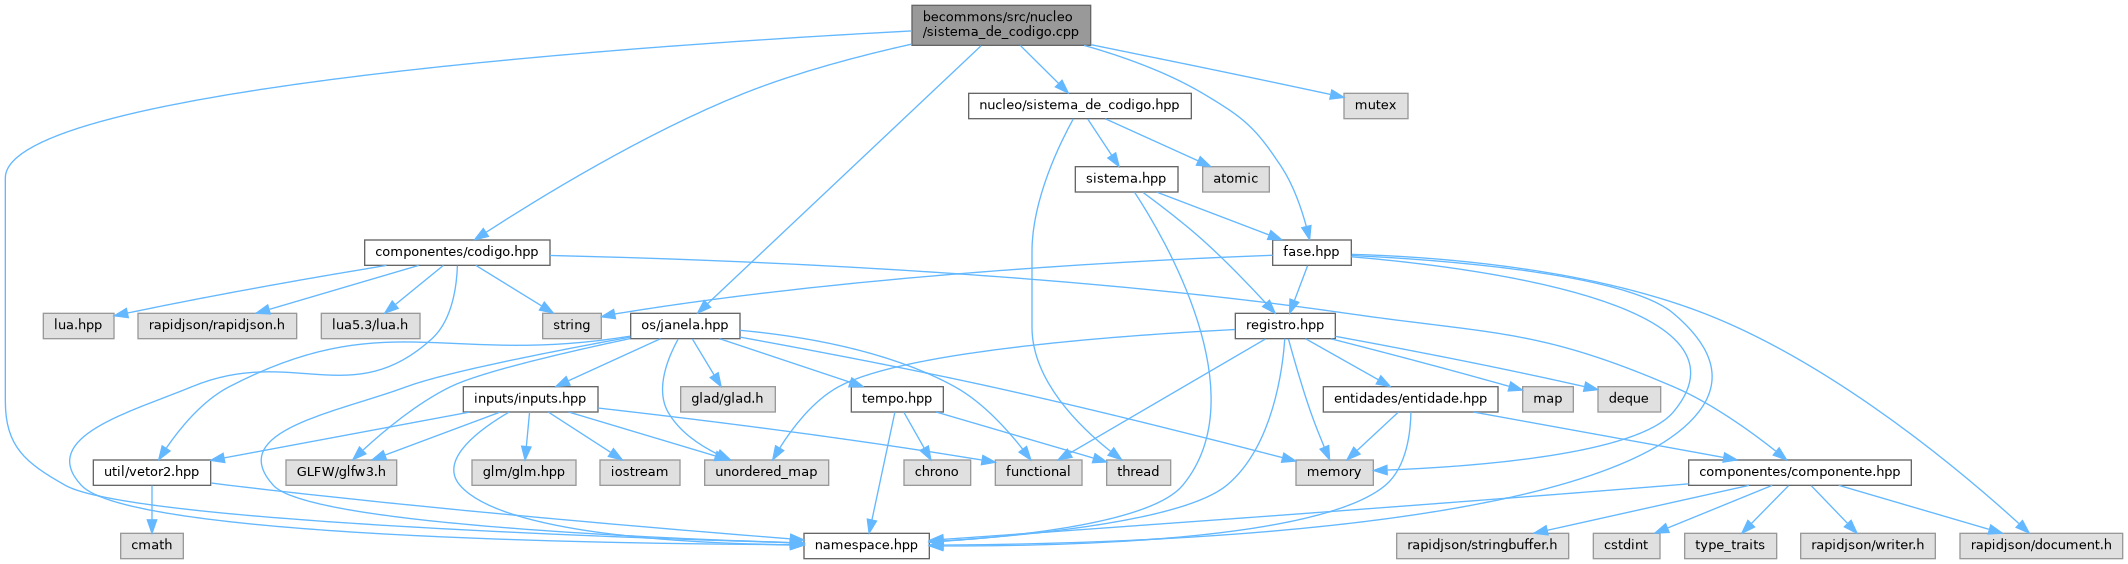 becommons/src/nucleo
/sistema_de_codigo.cpp
nucleo/sistema_de_codigo.hpp
mutex
sistema.hpp
atomic
componentes/codigo.hpp
fase.hpp
lua.hpp
rapidjson/rapidjson.h
lua5.3/lua.h
string
os/janela.hpp
registro.hpp
inputs/inputs.hpp
glad/glad.h
tempo.hpp
entidades/entidade.hpp
map
deque
util/vetor2.hpp
GLFW/glfw3.h
glm/glm.hpp
iostream
unordered_map
chrono
functional
thread
memory
componentes/componente.hpp
cmath
namespace.hpp
rapidjson/stringbuffer.h
cstdint
type_traits
rapidjson/writer.h
rapidjson/document.h